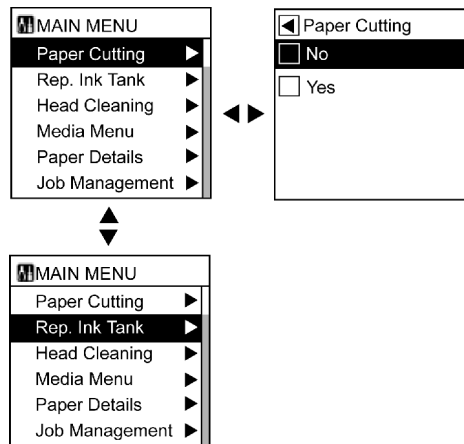 MAIN MENU
Paper Cutting
Rep. Ink Tank
Head Cleaning
Media Menu
Paper Details
Job Management
Paper Cutting
No
Yes
MAIN MENU
Paper Cutting
Rep. Ink Tank
Head Cleaning
Media Menu
Paper Details
Job Management